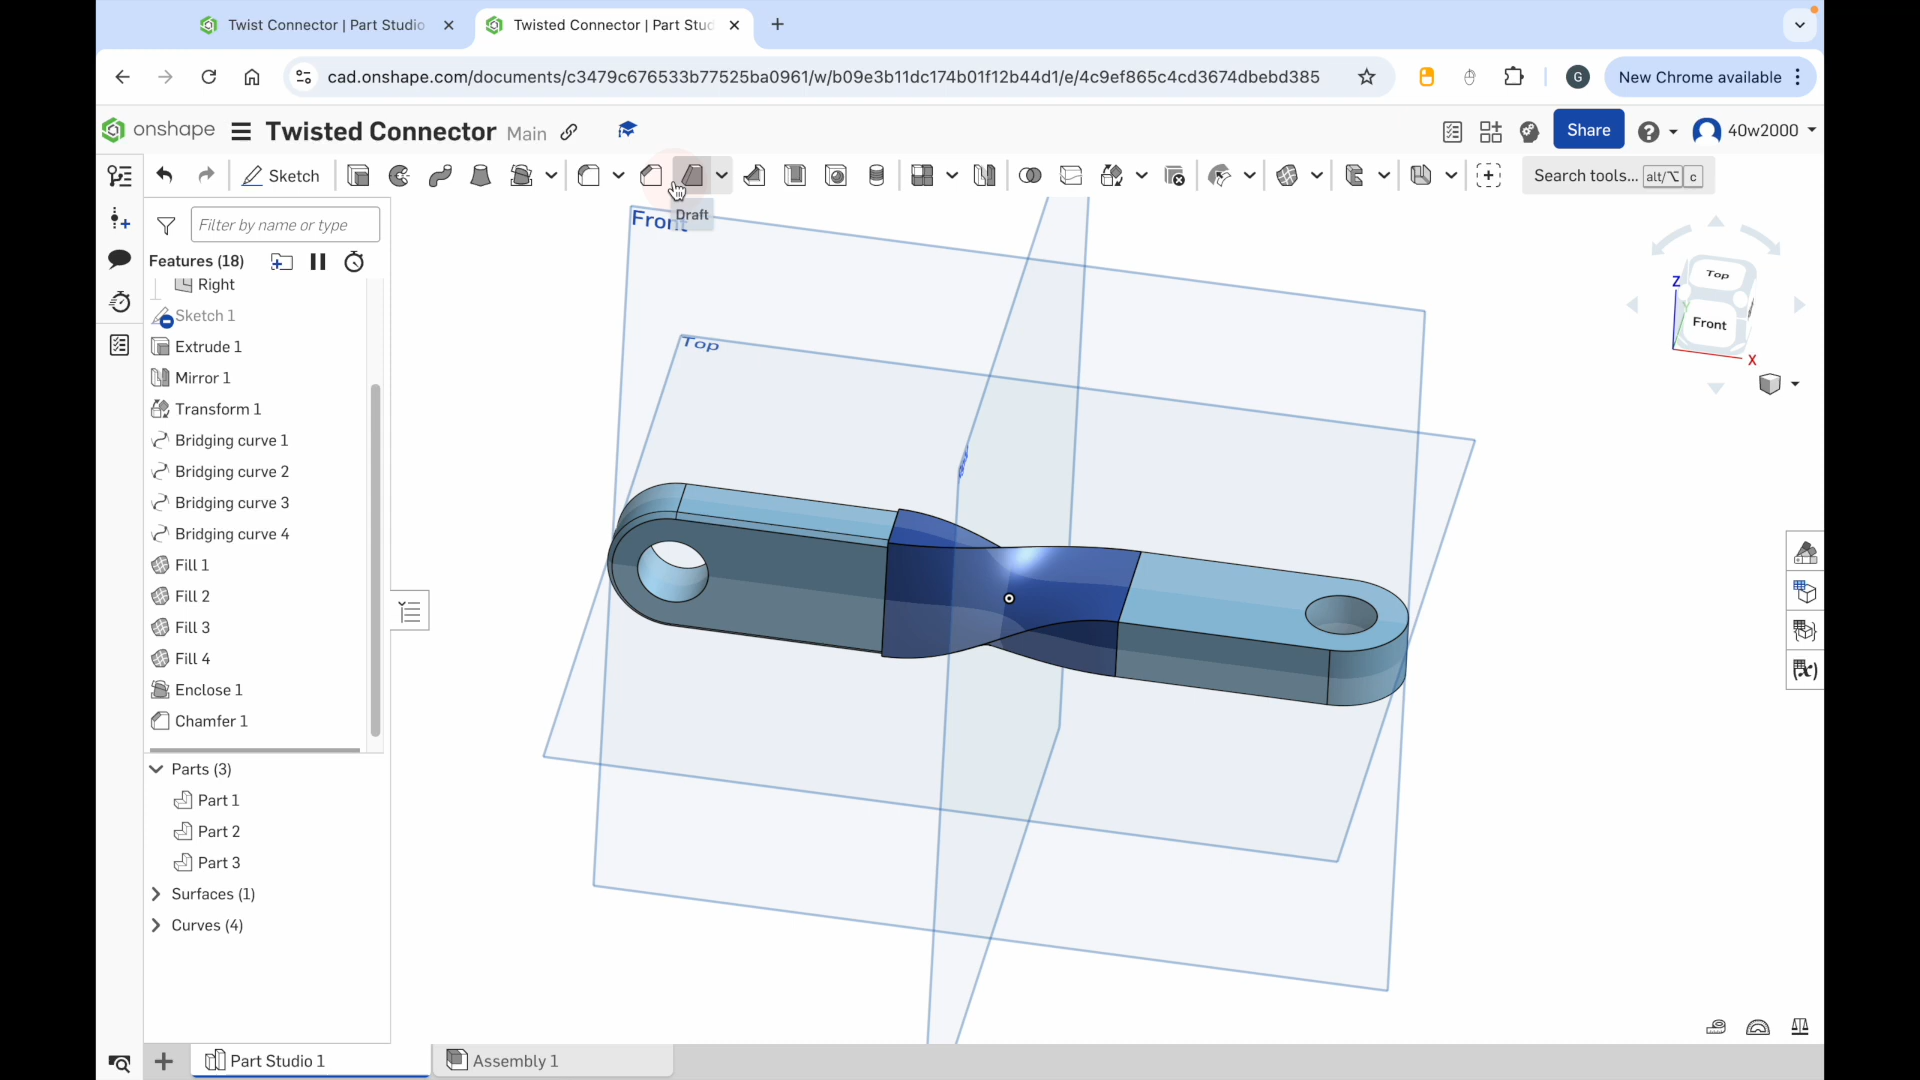 Twist Connector | Part Studio
Twisted Connector | Part Stud
cad.onshape.com/documents/c3479c676533b77525ba0961/w/b09e3b11dc174b01f12b44d1/e/4c9ef865c4cd3674dbebd385
G
New Chrome available
onshape
Twisted Connector
Main
Share
40w2000
Sketch
Search tools...
alt/⌥
c
Draft
Filter by name or type
Features (18)
Right
Sketch 1
Extrude 1
Mirror 1
Transform 1
Bridging curve 1
Bridging curve 2
Bridging curve 3
Bridging curve 4
Fill 1
Fill 2
Fill 3
Fill 4
Enclose 1
Chamfer 1
Parts (3)
Part 1
Part 2
Part 3
Surfaces (1)
Curves (4)
Front
Top
Top
Front
Z
X
Part Studio 1
Assembly 1